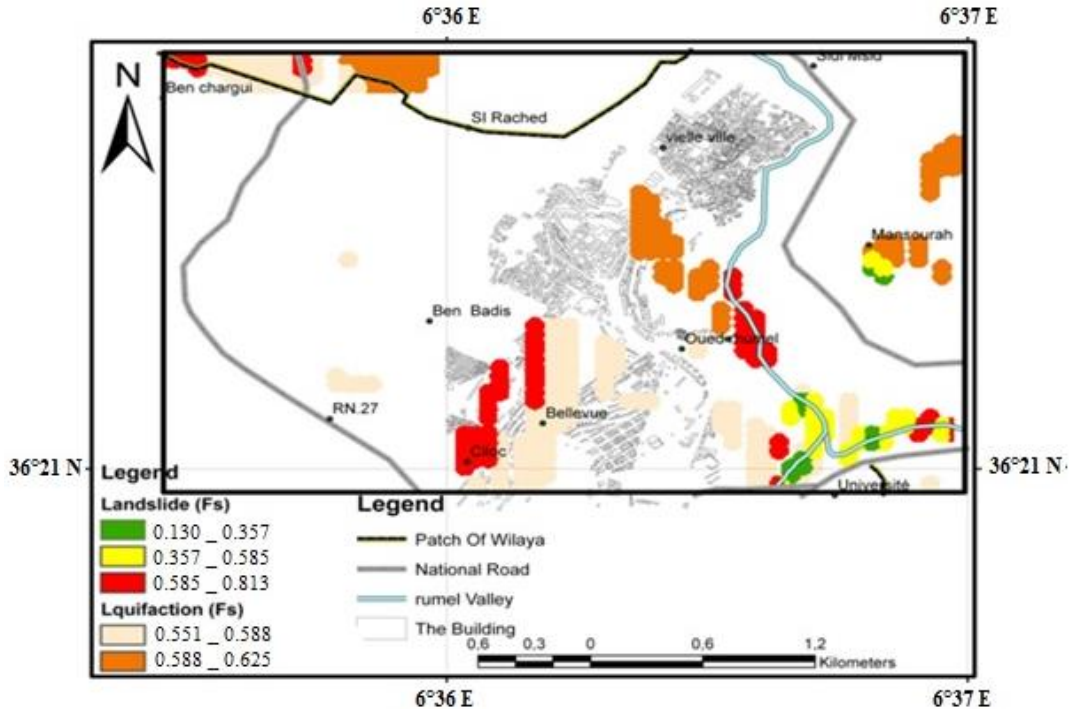 6°36 E
6°37 E
N
Sidi Msid
Ben chargui
SI Rached
vielle ville
Mansourah
Ben Badis
RN.27
Bellevue
Ciloc
Université
36°21 N
36°21 N
Legend
Landslide (Fs)
0.130 _ 0.357
0.357 _ 0.585
0.585 _ 0.813
Lquifaction (Fs)
0.551 _ 0.588
0.588 _ 0.625
Legend
Patch Of Wilaya
National Road
rumel Valley
The Building
0,6 0.3 0 0,6 1,2
Kilometers
6°36 E
6°37 E